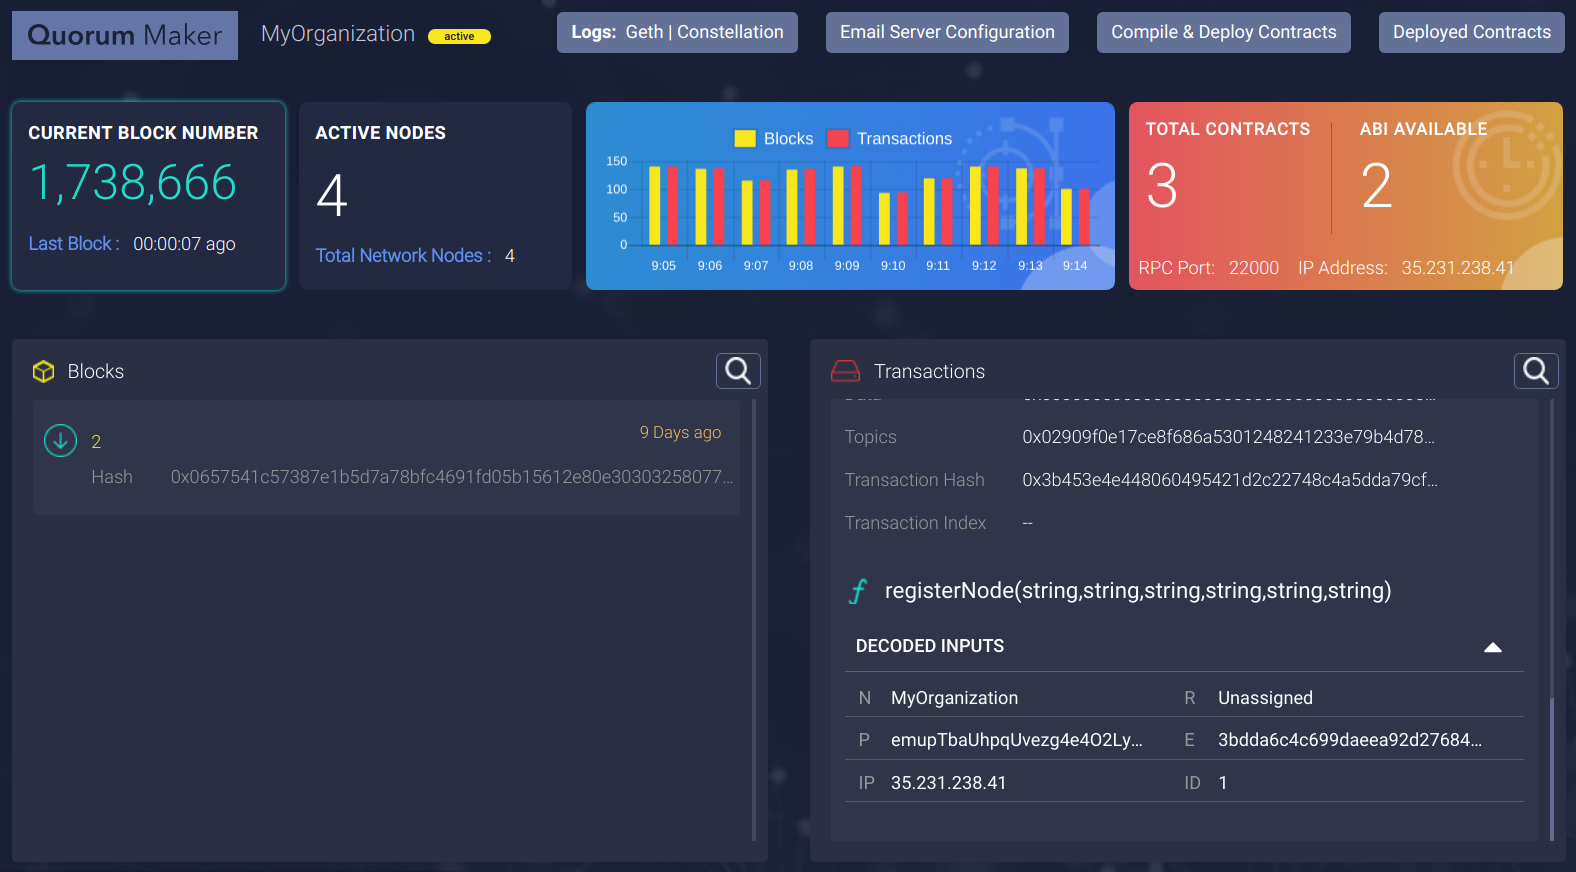 Quorum Maker
MyOrganization active
Logs: Geth | Constellation
Email Server Configuration
Compile & Deploy Contracts
Deployed Contracts
CURRENT BLOCK NUMBER
1,738,666
Last Block : 00:00:07 ago
ACTIVE NODES
4
Total Network Nodes : 4
Blocks Transactions
150
100
50
0
9:05 9:06 9:07 9:08 9:09 9:10 9:11 9:12 9:13 9:14
TOTAL CONTRACTS
3
ABI AVAILABLE
2
RPC Port: 22000 IP Address: 35.231.238.41
Blocks
2
9 Days ago
Hash 0x0657541c57387e1b5d7a78bfc4691fd05b15612e80e30303258077...
Transactions
Topics 0x02909f0e17ce8f686a5301248241233e79b4d78...
Transaction Hash 0x3b453e4e448060495421d2c22748c4a5dda79cf...
Transaction Index --
registerNode(string,string,string,string,string,string)
DECODED INPUTS
N MyOrganization R Unassigned
P emupTbaUhpqUvezg4e4O2Ly... E 3bdda6c4c699daeea92d27684...
IP 35.231.238.41 ID 1